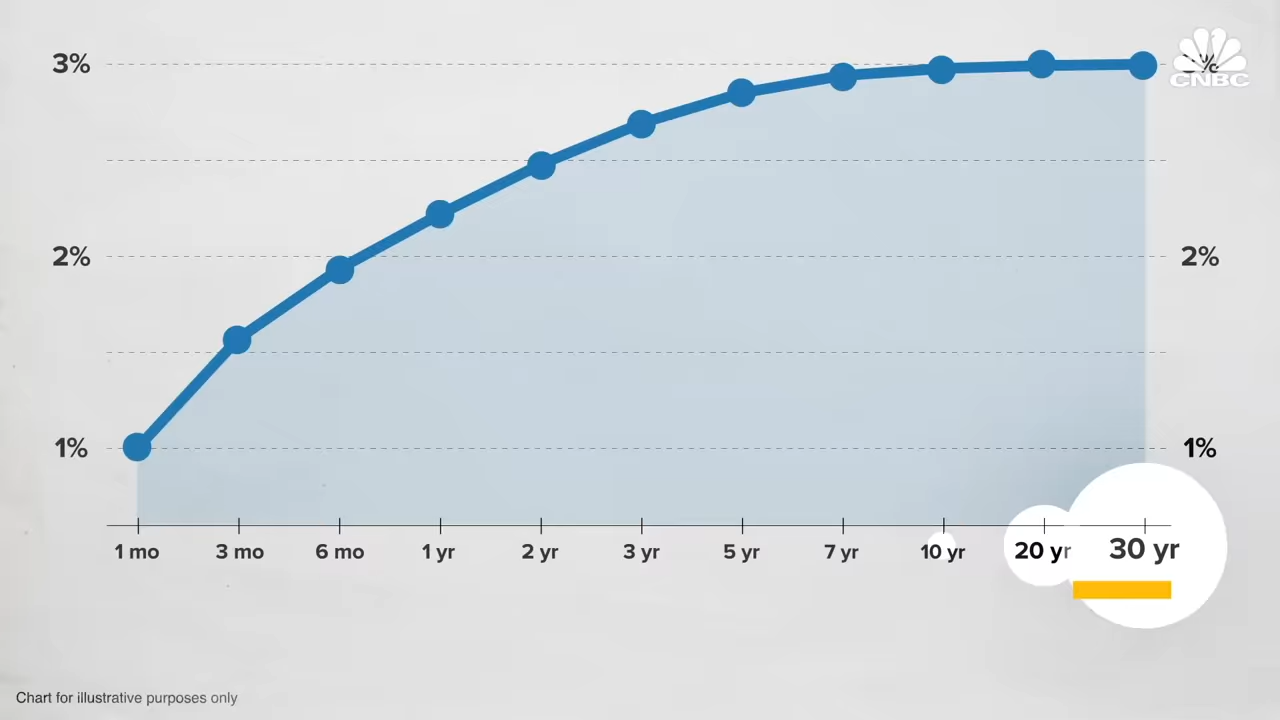 3%
CNBC
2%
2%
1%
1%
1 mo
3 mo
6 mo
1 yr
2 yr
3 yr
5 yr
7 yr
10 yr
20 yr
30 yr
Chart for illustrative purposes only